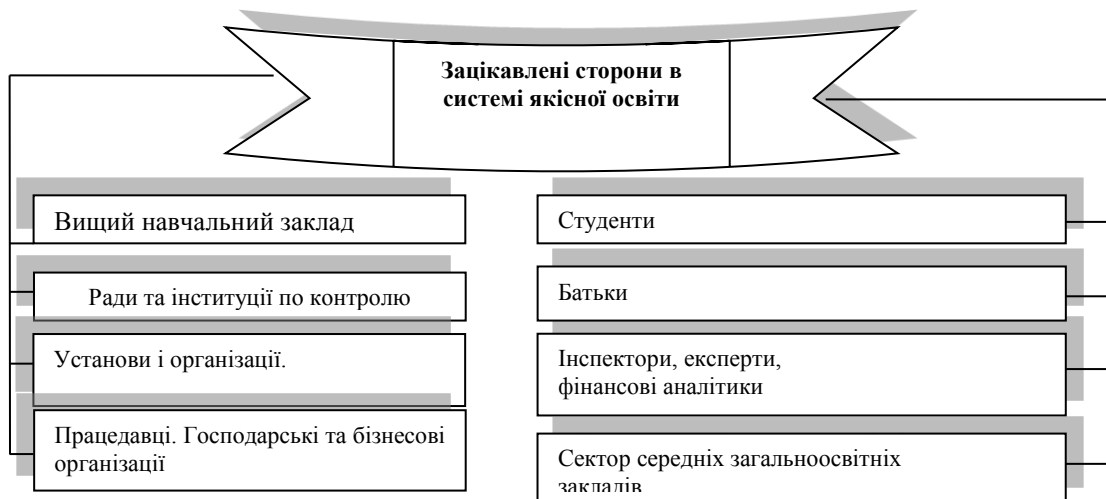 Зацікавлені сторони в
системі якісної освіти
Вищий навчальний заклад
Ради та інституції по контролю
Установи і організації.
Працедавці. Господарські та бізнесові
організації
Студенти
Батьки
Інспектори, експерти,
фінансові аналітики
Сектор середніх загальноосвітніх
закладів